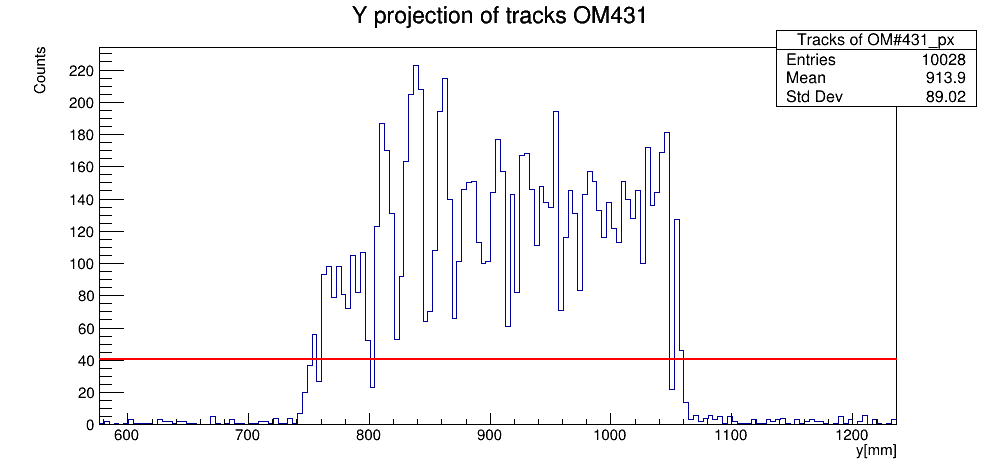 Y projection of tracks OM431
Tracks of OM#431_px
Entries 10028
Mean 913.9
Std Dev 89.02
Counts
220
200
180
160
140
120
100
80
60
40
20
0
600 700 800 900 1000 1100 1200
y[mm]